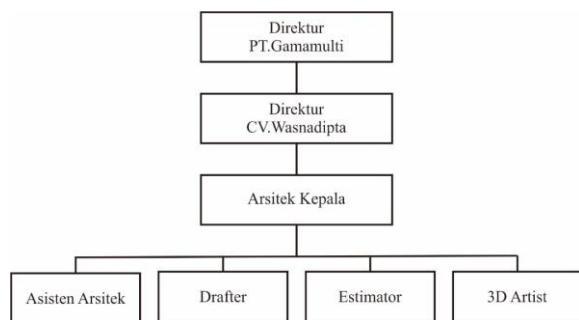 Direktur
PT.Gamamulti
Direktur
CV.Wasnadipta
Arsitek Kepala
Asisten Arsitek
Drafter
Estimator
3D Artist